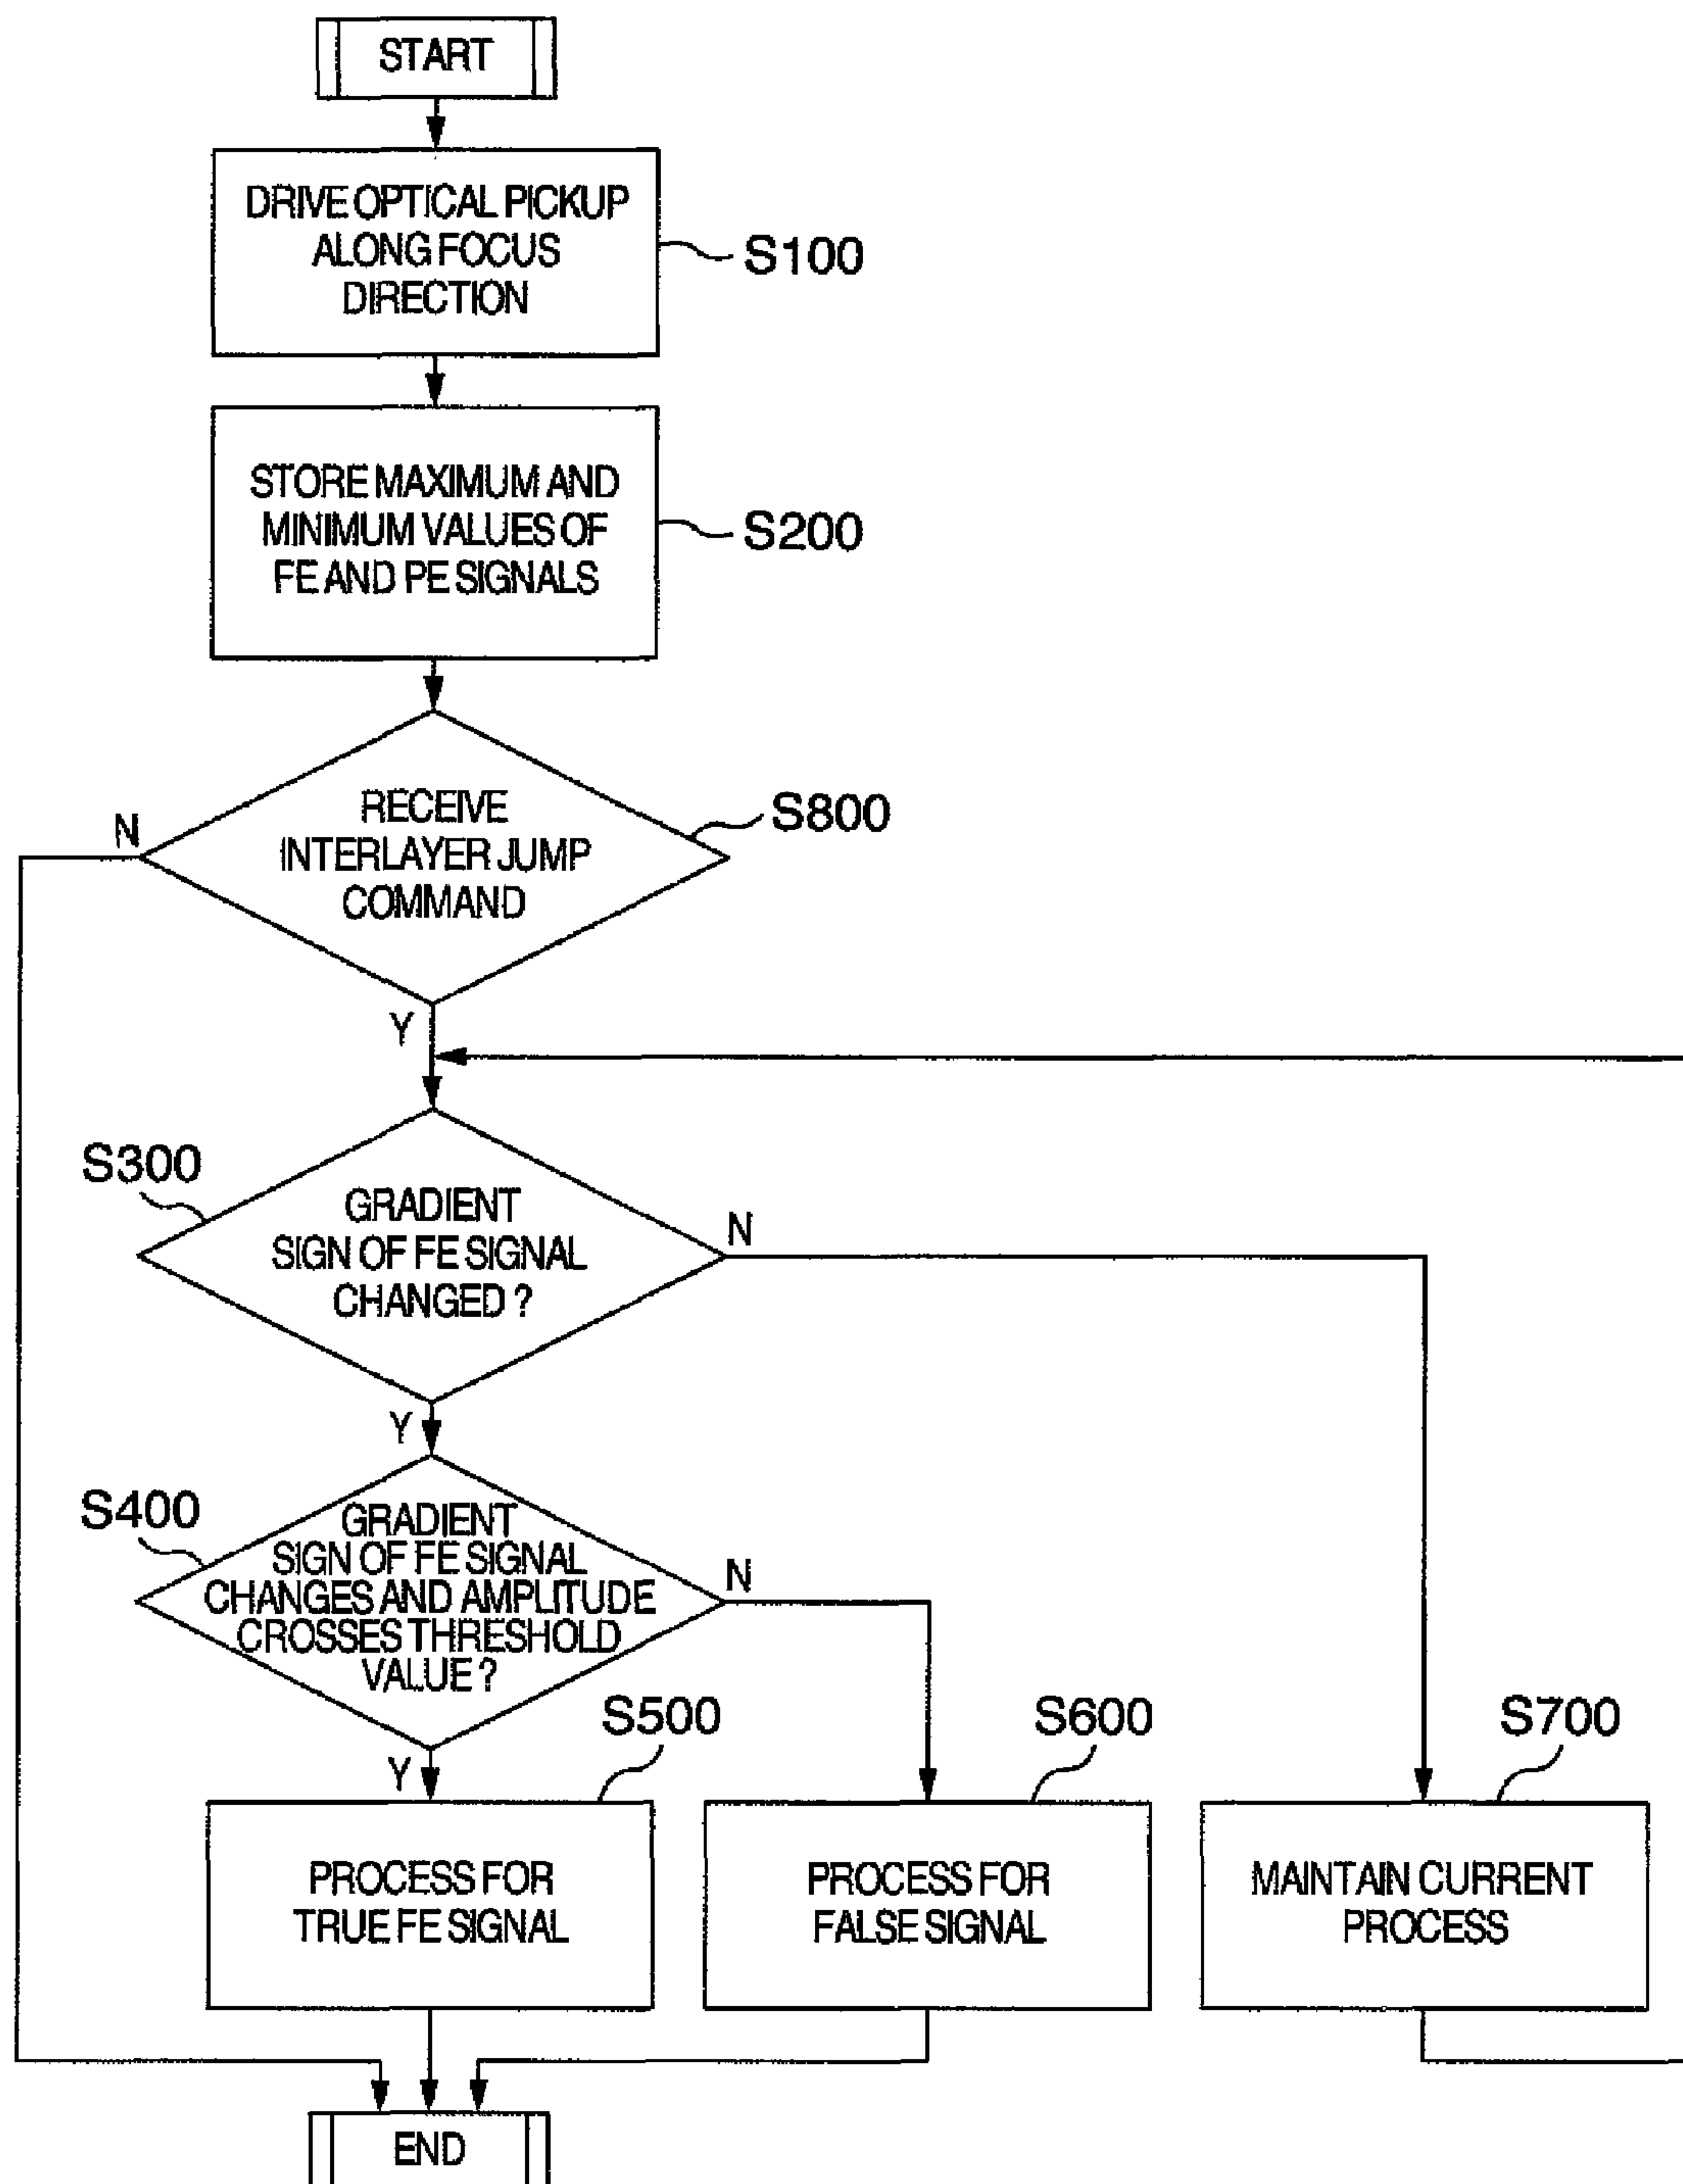 START
DRIVE OPTICAL PICKUP
ALONG FOCUS
DIRECTION
S100
STORE MAXIMUM AND
MINIMUM VALUES OF
FE AND PE SIGNALS
S200
RECEIVE
INTERLAYER JUMP
COMMAND
S800
N
Y
S300
GRADIENT
SIGN OF FE SIGNAL
CHANGED ?
N
Y
S400
GRADIENT
SIGN OF FE SIGNAL
CHANGES AND AMPLITUDE
CROSSES THRESHOLD
VALUE ?
N
Y
S500
S600
S700
PROCESS FOR
TRUE FE SIGNAL
PROCESS FOR
FALSE SIGNAL
MAINTAIN CURRENT
PROCESS
END